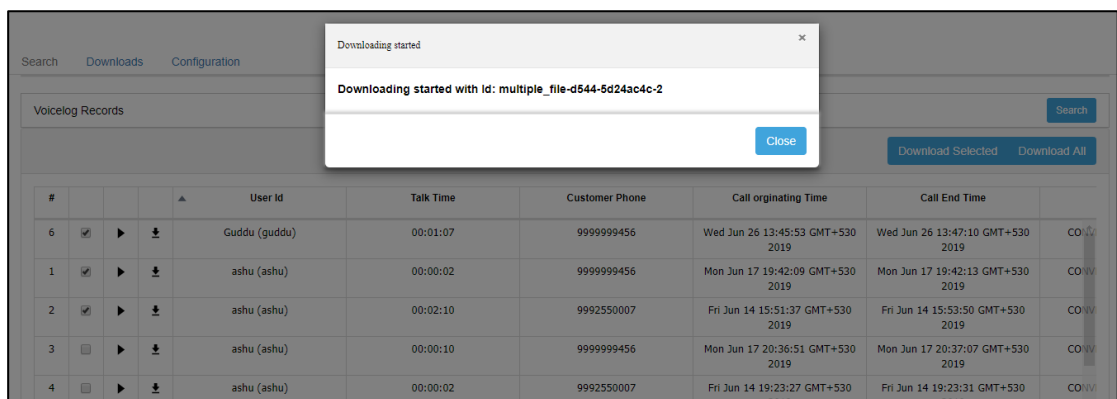 Downloading started ×
Search Downloads Configuration
Downloading started with Id: multiple_file-d544-5d24ac4c-2
Voicelog Records Search
Close
Download Selected Download All
# User Id Talk Time Customer Phone Call orginating Time Call End Time
6 Guddu (guddu) 00:01:07 9999999456 Wed Jun 26 13:45:53 GMT+530 Wed Jun 26 13:47:10 GMT+530
2019 2019
1 ashu (ashu) 00:00:02 9999999456 Mon Jun 17 19:42:09 GMT+530 Mon Jun 17 19:42:13 GMT+530
2019 2019
2 ashu (ashu) 00:02:10 9992550007 Fri Jun 14 15:51:37 GMT+530 Fri Jun 14 15:53:50 GMT+530
2019 2019
3 ashu (ashu) 00:00:10 9999999456 Mon Jun 17 20:36:51 GMT+530 Mon Jun 17 20:37:07 GMT+530
2019 2019
4 ashu (ashu) 00:00:02 9992550007 Fri Jun 14 19:23:27 GMT+530 Fri Jun 14 19:23:31 GMT+530